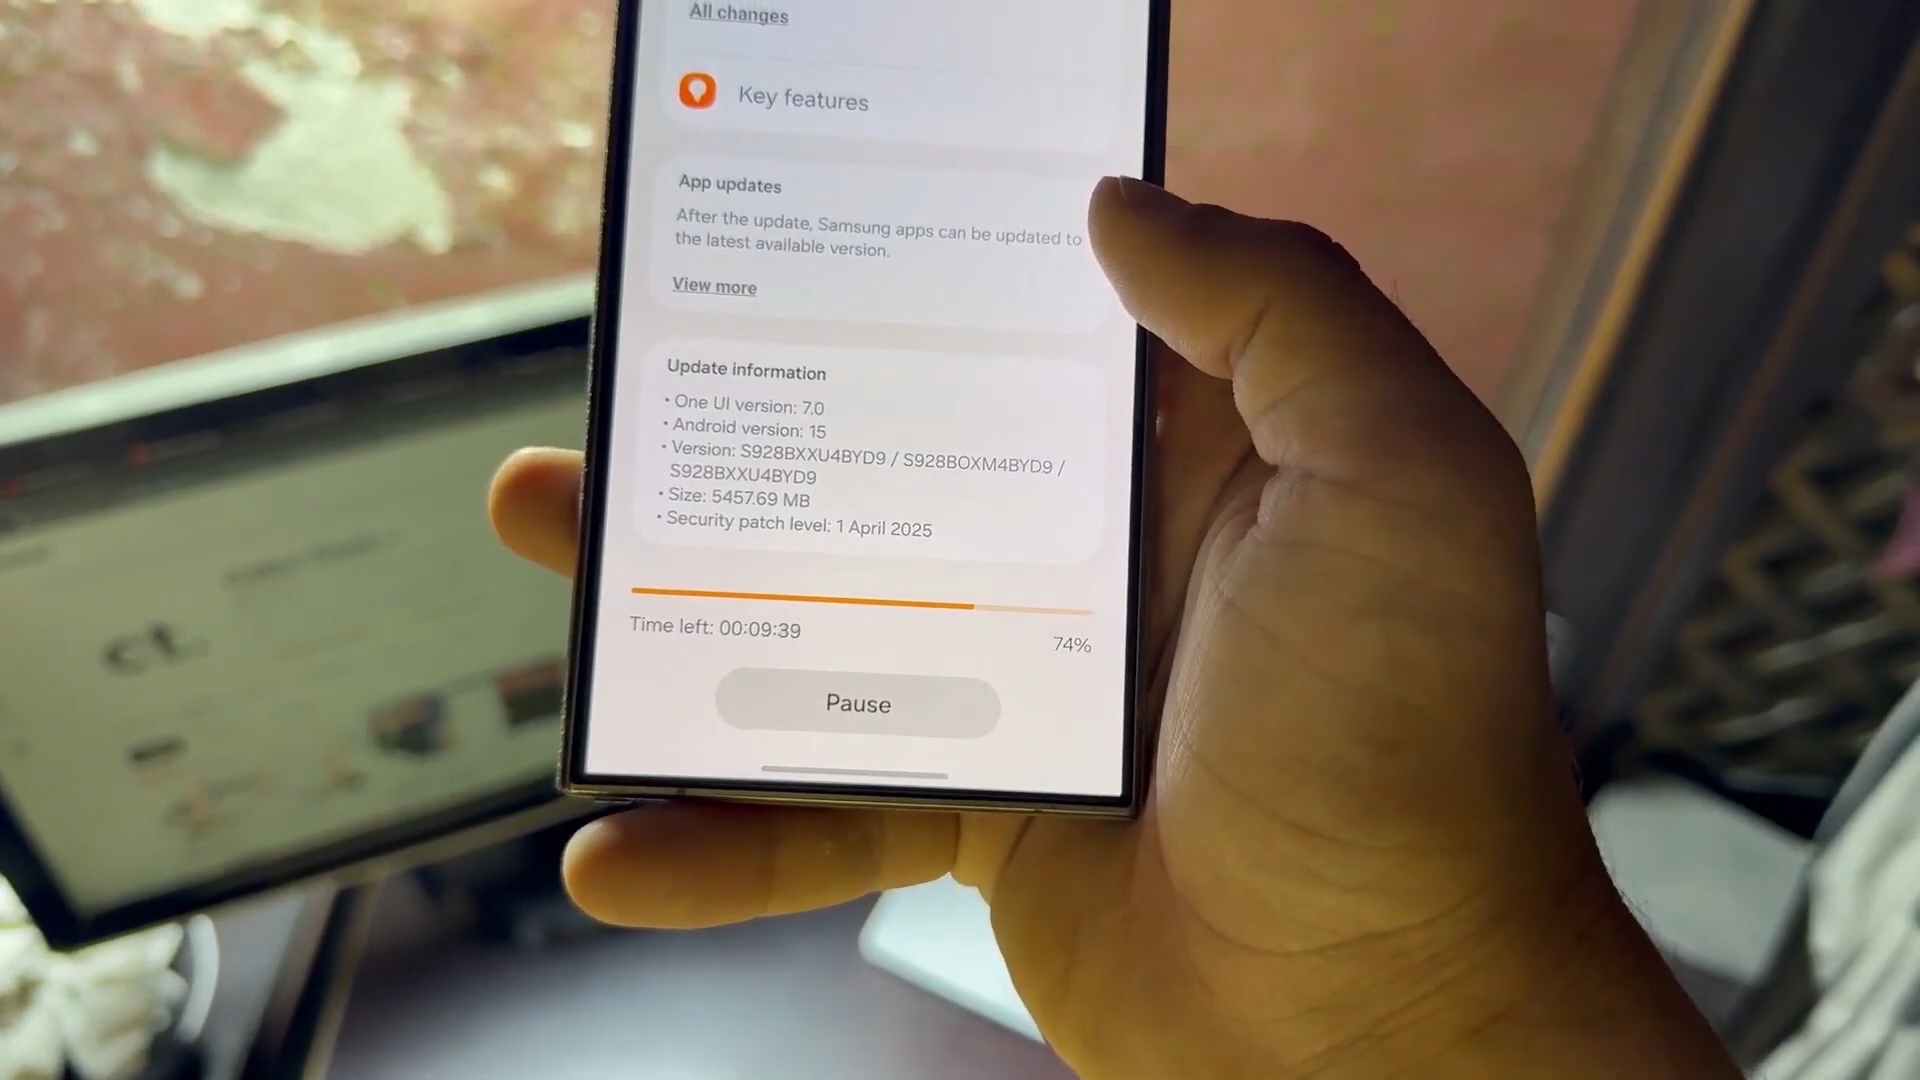 All changes
Key features
App updates
After the update, Samsung apps can be updated to
the latest available version.
View more
Update information
• One UI version: 7.0
• Android version: 15
• Version: S928BXXU4BYD9 / S928BOXM4BYD9 /
S928BXXU4BYD9
• Size: 5457.69 MB
• Security patch level: 1 April 2025
Time left: 00:09:39
74%
Pause
ct.